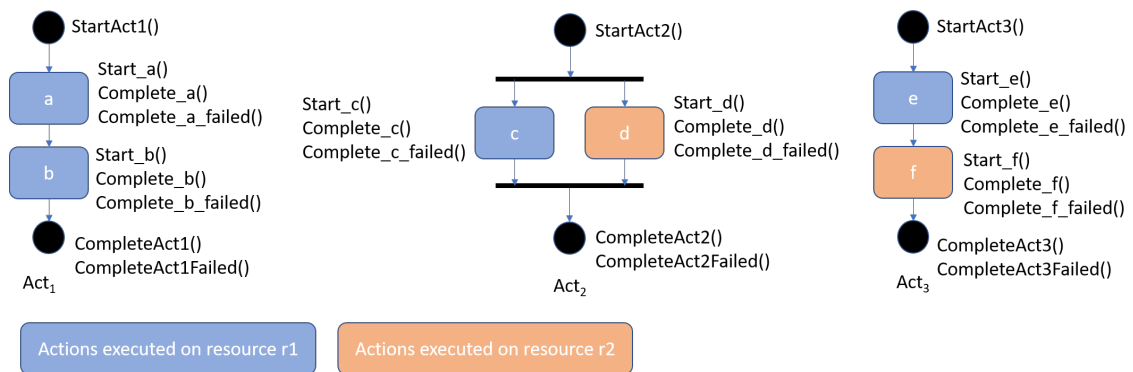 StartAct1()
a
Start_a()
Complete_a()
Complete_a_failed()
b
Start_b()
Complete_b()
Complete_b_failed()
CompleteAct1()
CompleteAct1Failed()
Act1
StartAct2()
Start_c()
Complete_c()
Complete_c_failed()
c
d
Start_d()
Complete_d()
Complete_d_failed()
CompleteAct2()
CompleteAct2Failed()
Act2
StartAct3()
e
Start_e()
Complete_e()
Complete_e_failed()
f
Start_f()
Complete_f()
Complete_f_failed()
CompleteAct3()
CompleteAct3Failed()
Act3
Actions executed on resource r1
Actions executed on resource r2